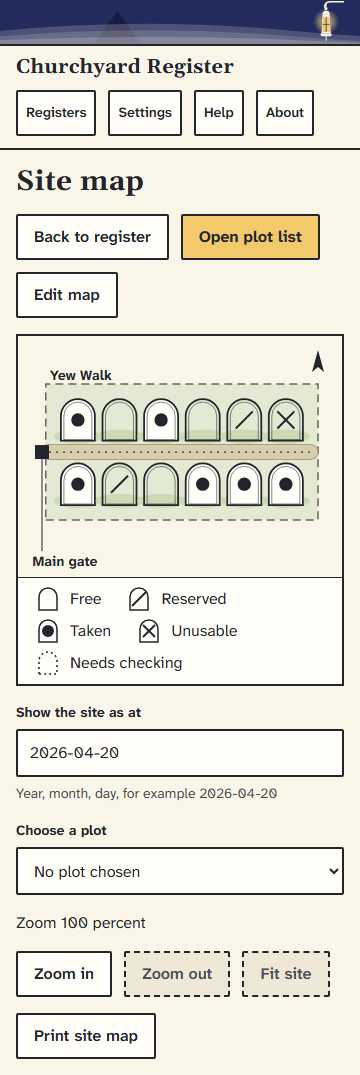 Churchyard Register
Registers Settings Help About
Site map
Back to register Open plot list
Edit map
Yew Walk
Main gate
Free Reserved
Taken Unusable
Needs checking
Show the site as at
2026-04-20
Year, month, day, for example 2026-04-20
Choose a plot
No plot chosen
Zoom 100 percent
Zoom in Zoom out Fit site
Print site map